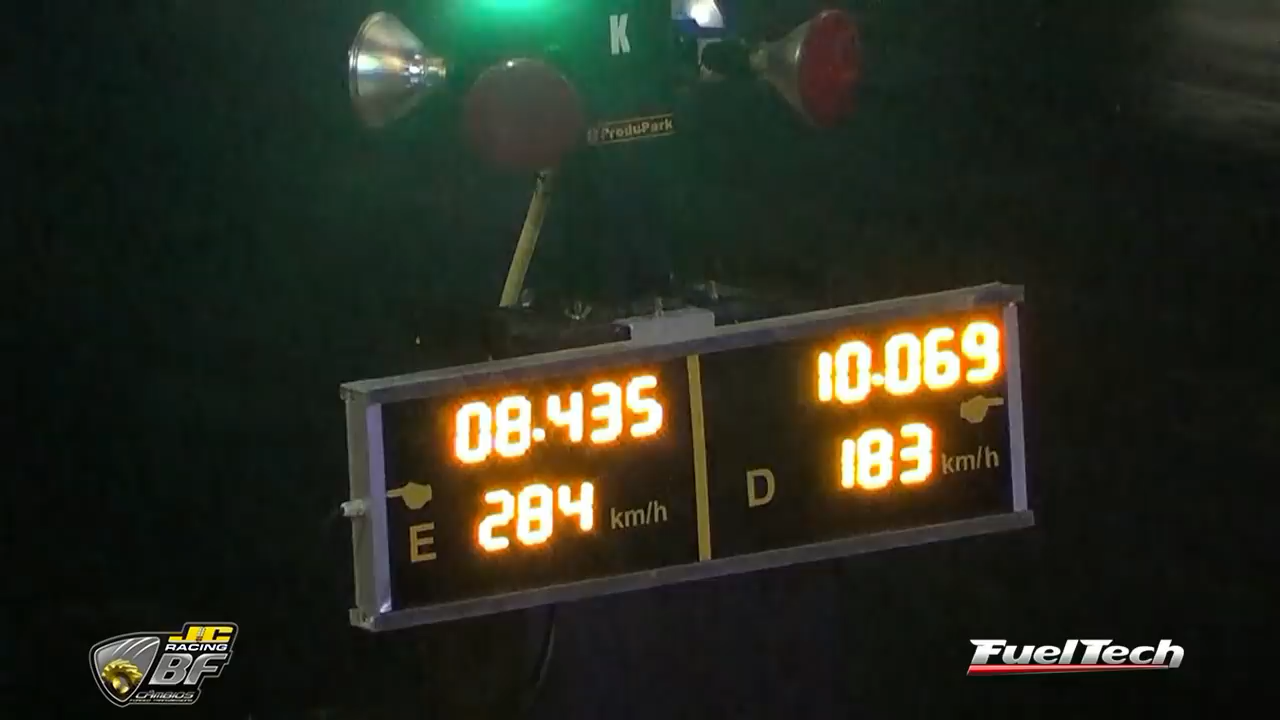 K
ProduPark
08.435
10.069
284 km/h
183 km/h
E
D
JC
RACING
BF
CÂMBIOS
FUELTECH